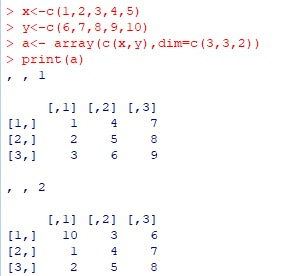 > x<-c(1,2,3,4,5)
> y<-c(6,7,8,9,10)
> a<- array(c(x,y),dim=c(3,3,2))
> print(a)
, , 1
     [,1] [,2] [,3]
[1,]    1    4    7
[2,]    2    5    8
[3,]    3    6    9
, , 2
     [,1] [,2] [,3]
[1,]   10    3    6
[2,]    1    4    7
[3,]    2    5    8